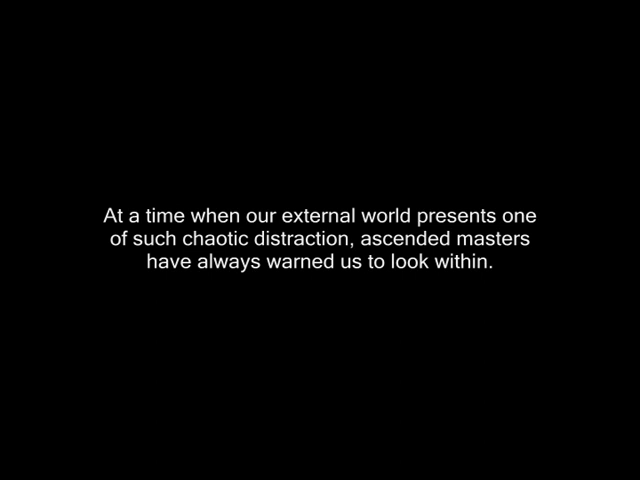 At a time when our external world presents one
of such chaotic distraction, ascended masters
have always warned us to look within.